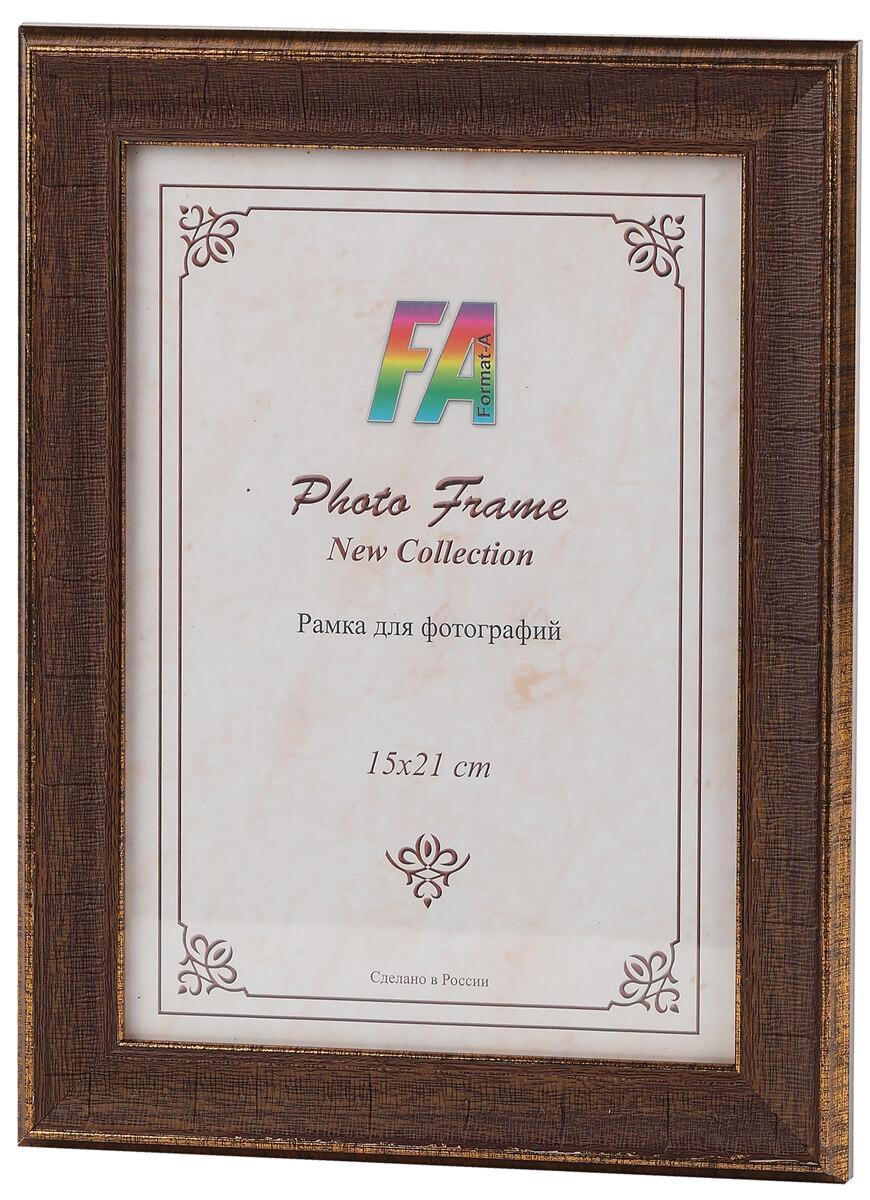 FA
Format-A
Photo Frame
New Collection
Рамка для фотографий
15x21 cm
Сделано в России